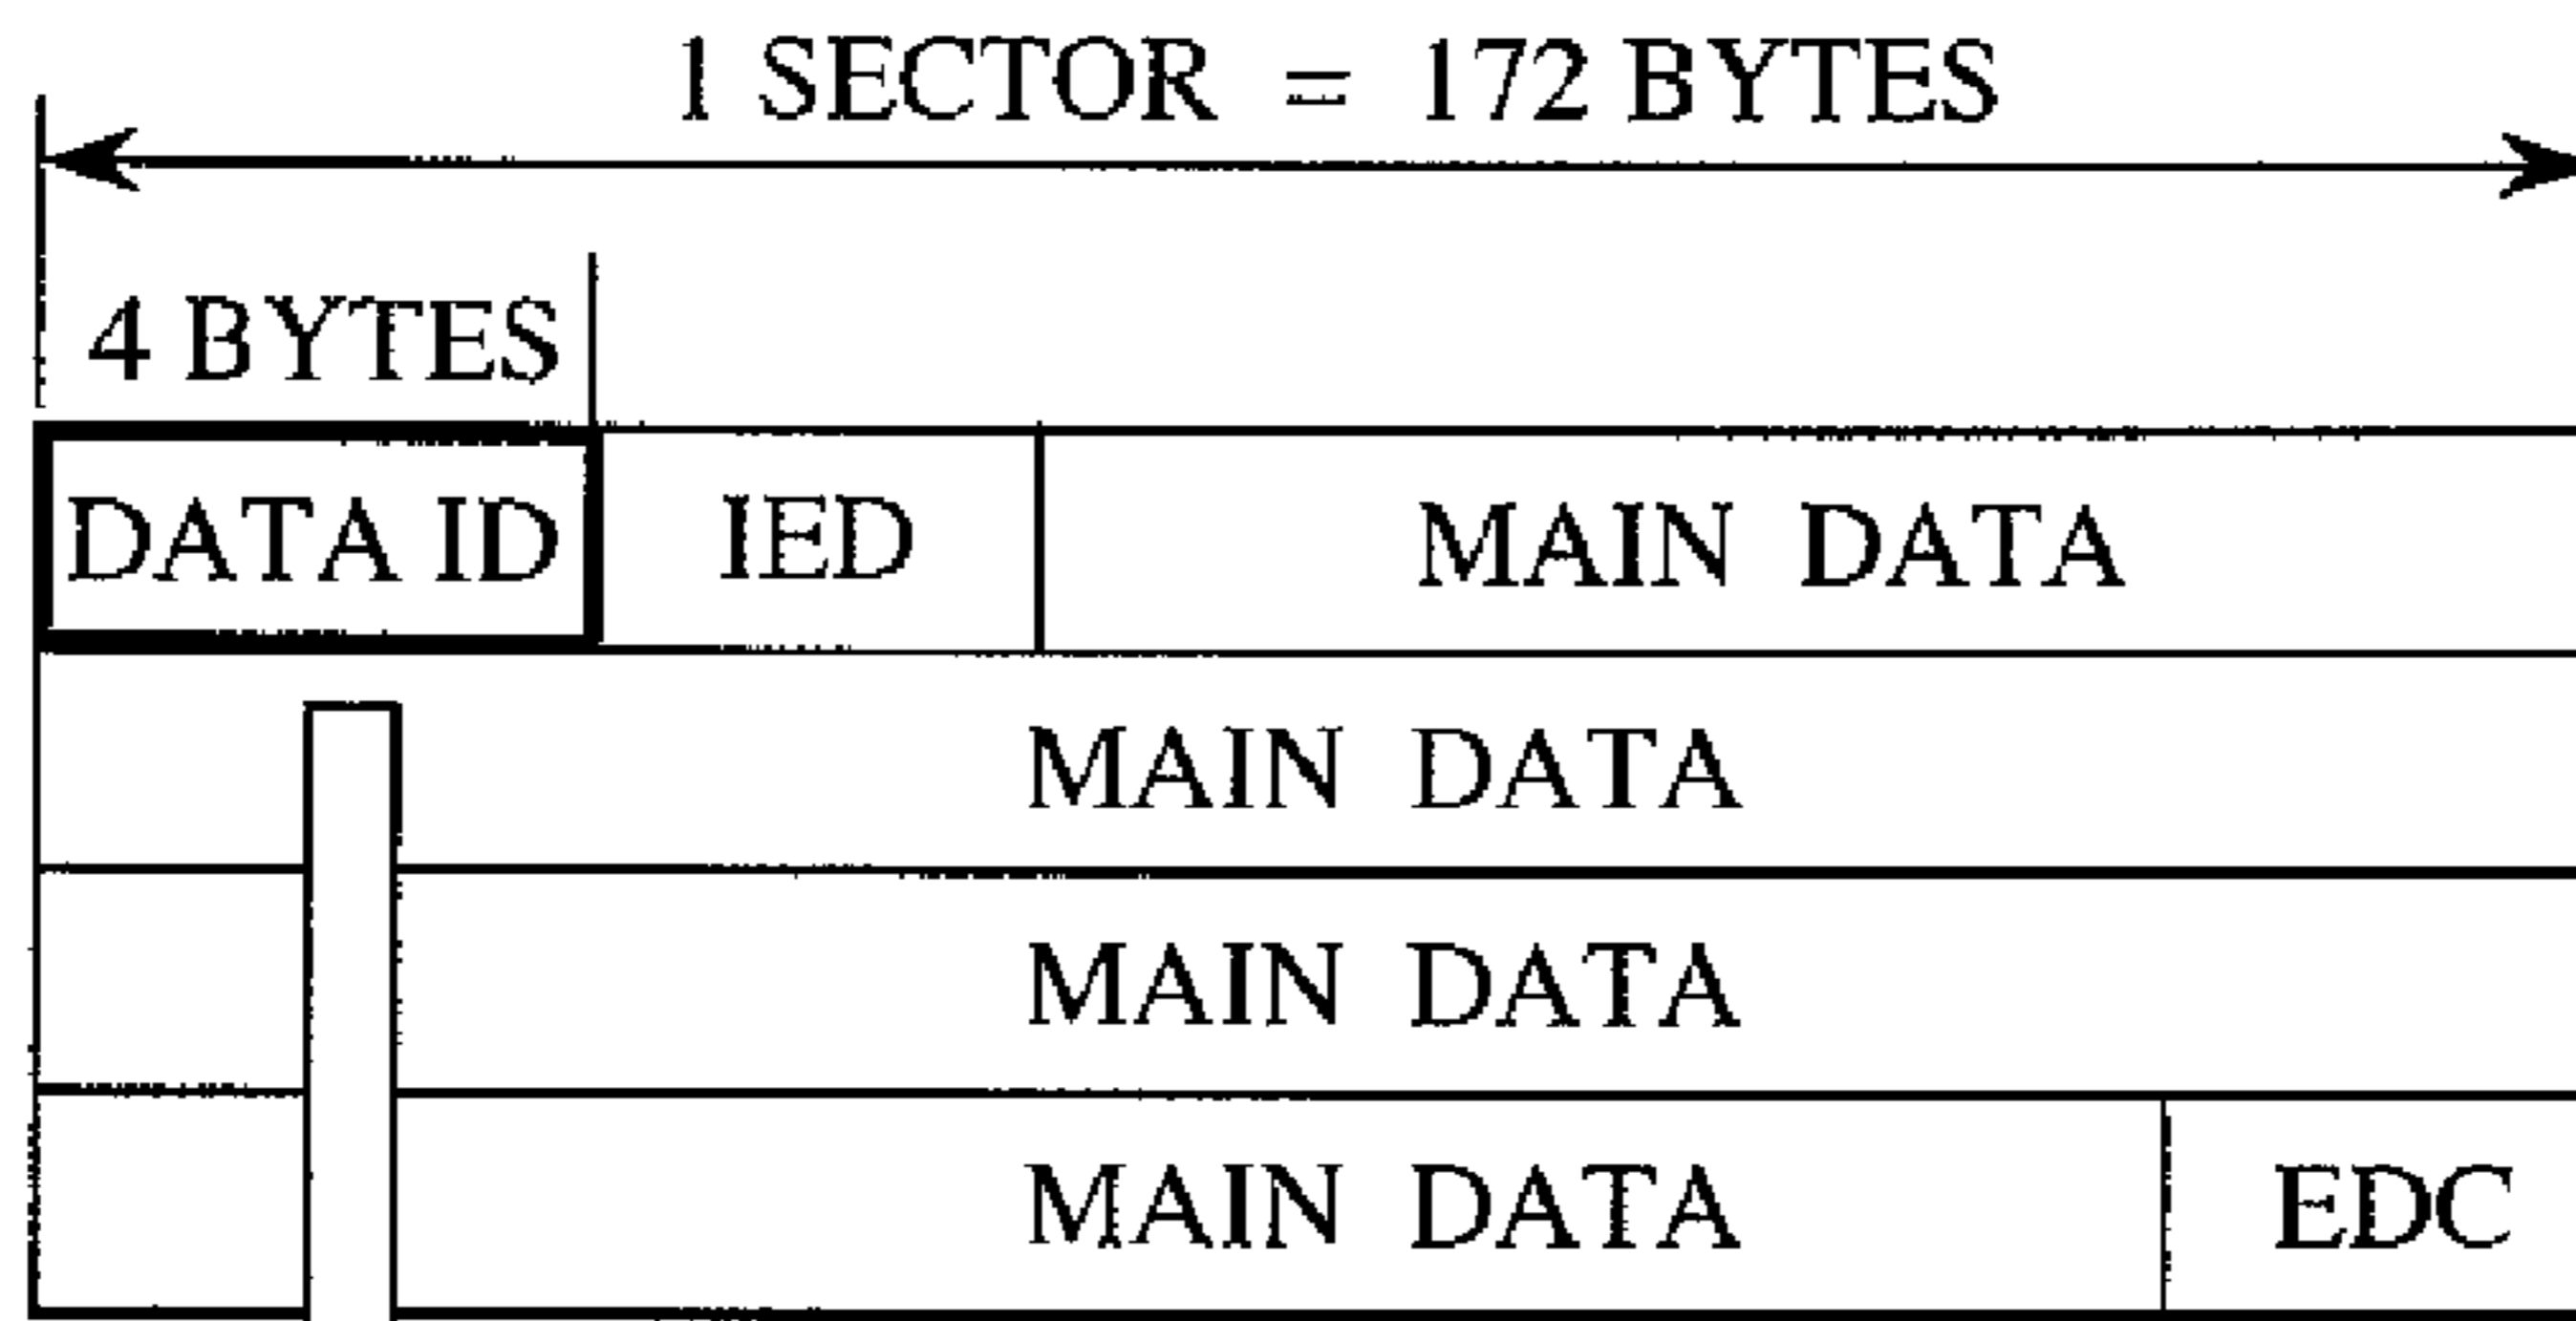 1 SECTOR = 172 BYTES
4 BYTES
DATA ID IED MAIN DATA
MAIN DATA
MAIN DATA
MAIN DATA EDC